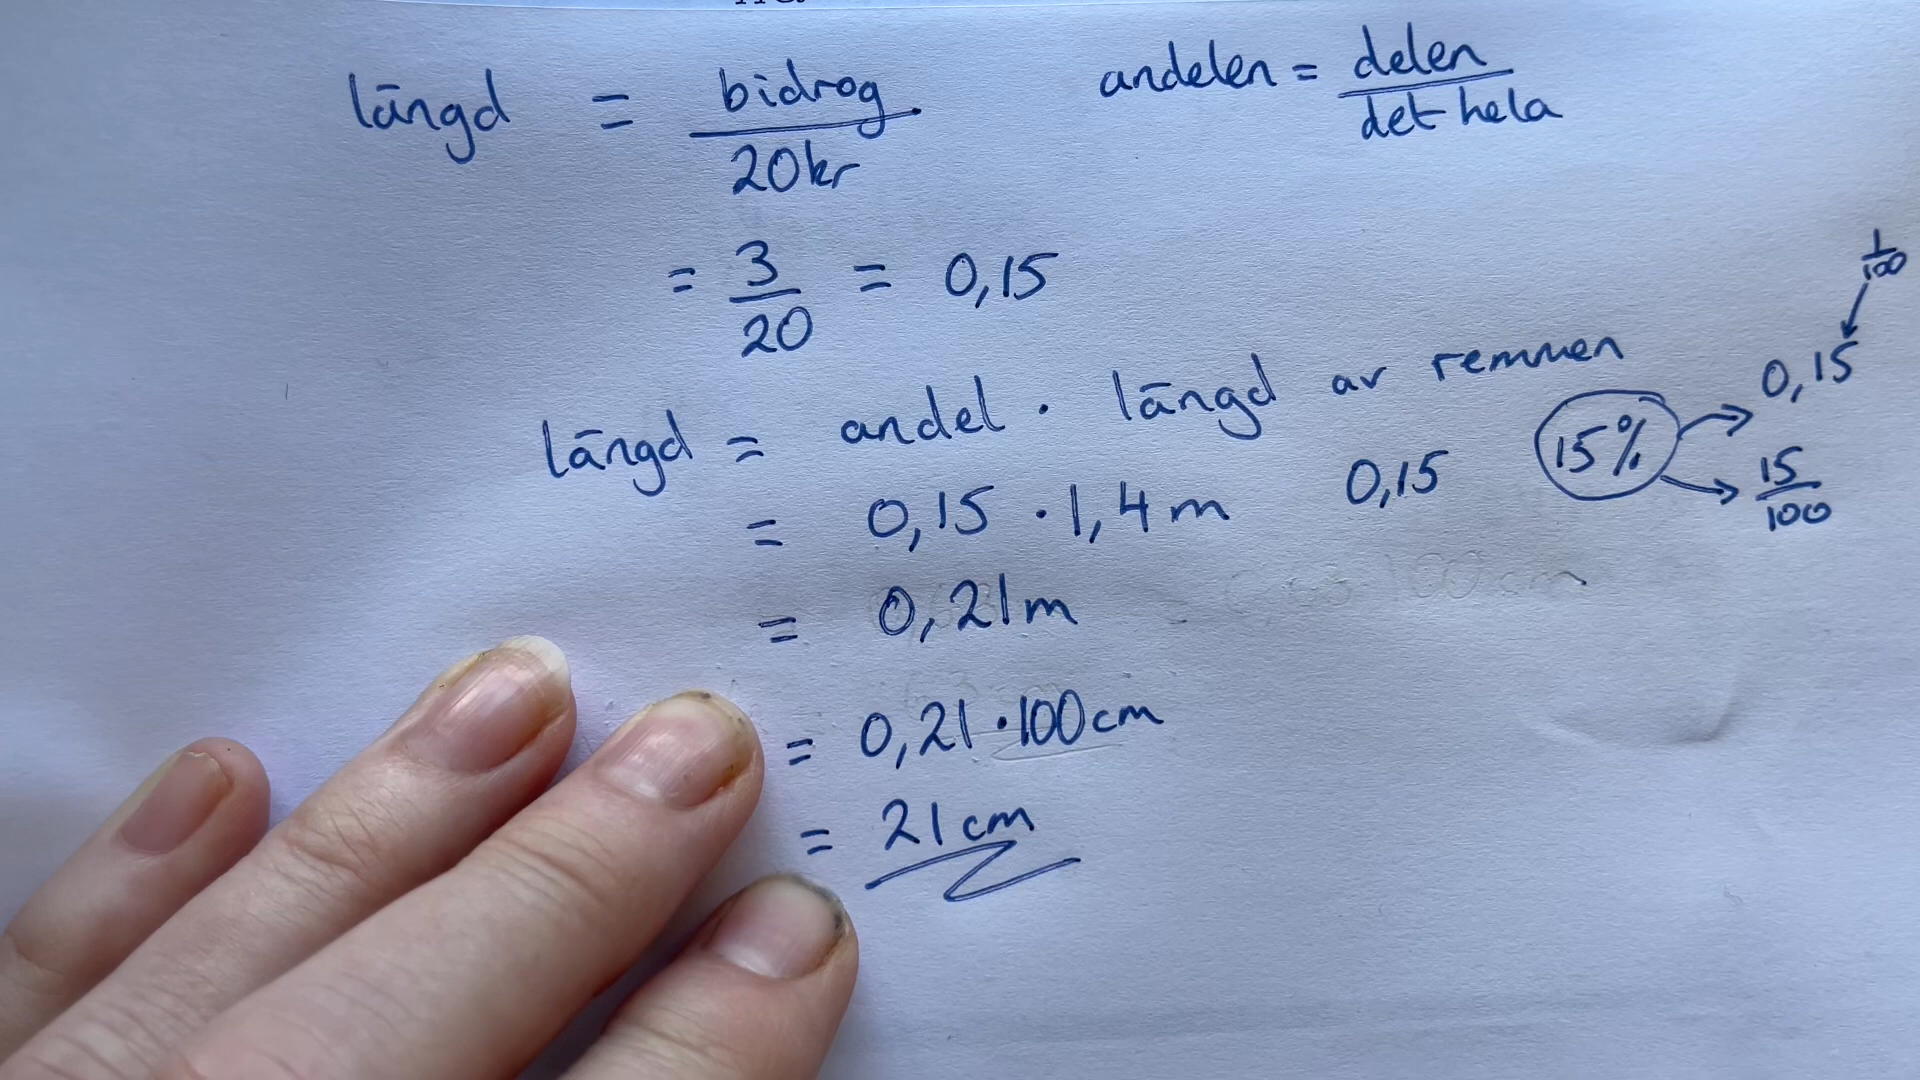 längd = bidrog / 20kr
andelen = delen / det hela
= 3/20 = 0,15
längd = andel · längd av remmen
= 0,15 · 1,4 m
0,15
15%
1/100
0,15
15/100
= 0,21m
= 0,21 · 100cm
= 21cm